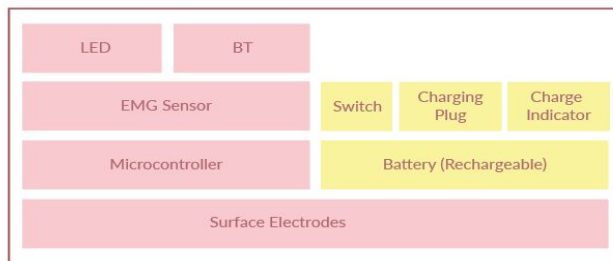 LED
BT
EMG Sensor
Switch
Charging
Plug
Charge
Indicator
Microcontroller
Battery (Rechargeable)
Surface Electrodes